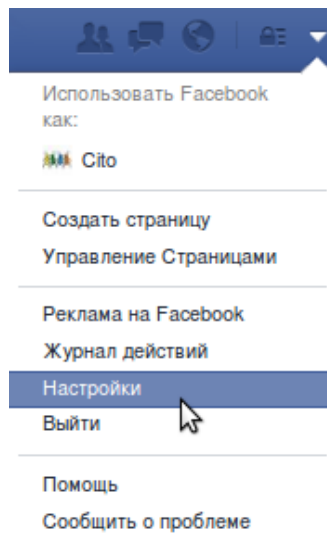 Использовать Facebook
как:
Cito
Создать страницу
Управление Страницами
Реклама на Facebook
Журнал действий
Настройки
Выйти
Помощь
Сообщить о проблеме